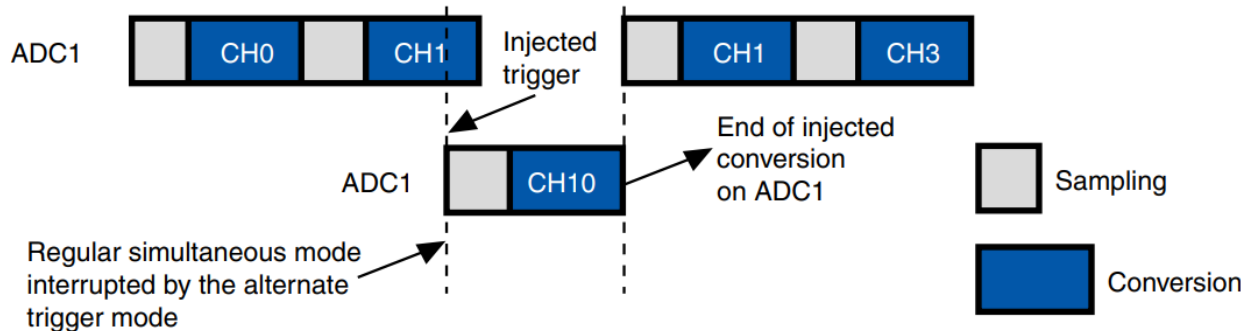 ADC1
CH0
CH1
Injected
trigger
CH1
CH3
ADC1
CH10
End of injected
conversion
on ADC1
Sampling
Regular simultaneous mode
interrupted by the alternate
trigger mode
Conversion